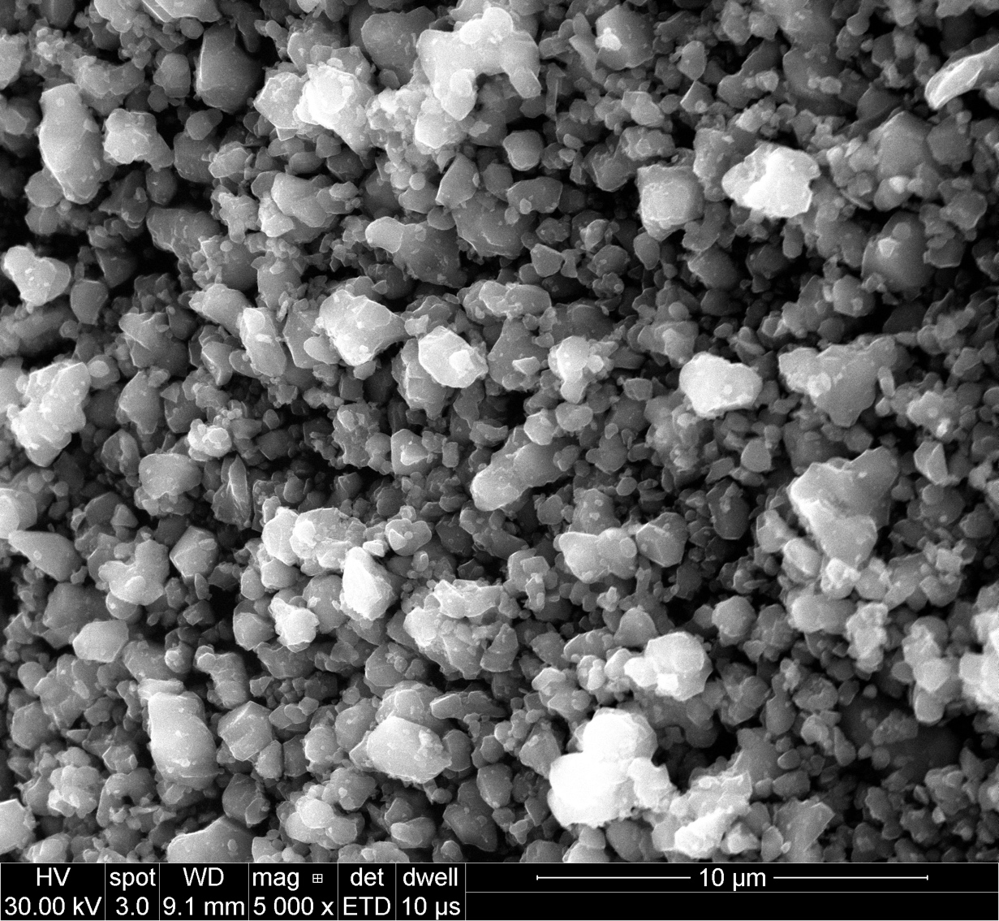 HV spot WD mag ⊞ det dwell
30.00 kV 3.0 9.1 mm 5 000 x ETD 10 µs
10 µm